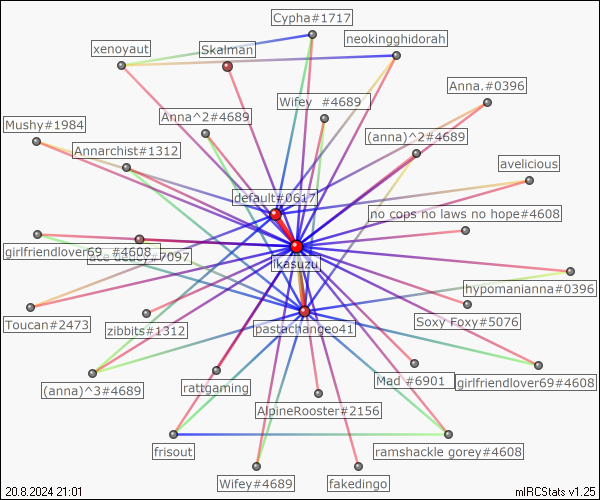 Cypha#1717
neokingghidorah
xenoyaut
Skalman
Anna.#0396
Wifey #4689
Anna^2#4689
Mushy#1984
(anna)^2#4689
Annarchist#1312
avelicious
default#0617
no cops no laws no hope#4608
girlfriendlover69 #4608
#7097
ikasuzu
hypomanianna#0396
Soxy Foxy#5076
Toucan#2473
zibbits#1312
pastachangeo41
(anna)^3#4689
rattgaming
Mad #6901
girlfriendlover69#4608
AlpineRooster#2156
frisout
ramshackle gorey#4608
Wifey#4689
fakedingo
20.8.2024 21:01
mIRCStats v1.25